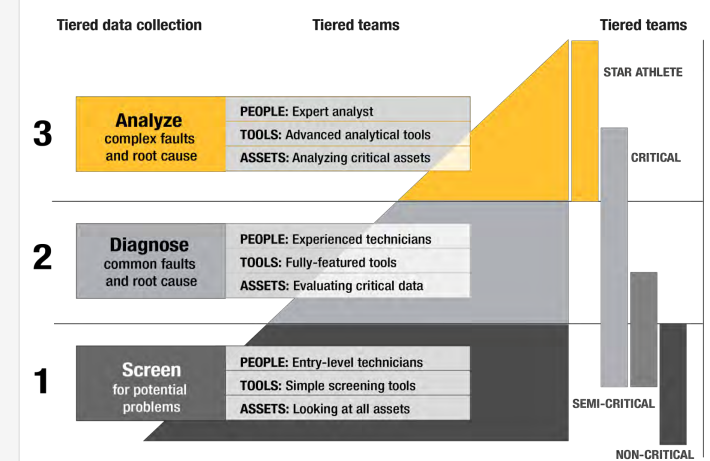 Tiered data collection
Tiered teams
Tiered teams
STAR ATHLETE
3
Analyze
complex faults
and root cause
PEOPLE: Expert analyst
TOOLS: Advanced analytical tools
ASSETS: Analyzing critical assets
CRITICAL
2
Diagnose
common faults
and root cause
PEOPLE: Experienced technicians
TOOLS: Fully-featured tools
ASSETS: Evaluating critical data
1
Screen
for potential
problems
PEOPLE: Entry-level technicians
TOOLS: Simple screening tools
ASSETS: Looking at all assets
SEMI-CRITICAL
NON-CRITICAL